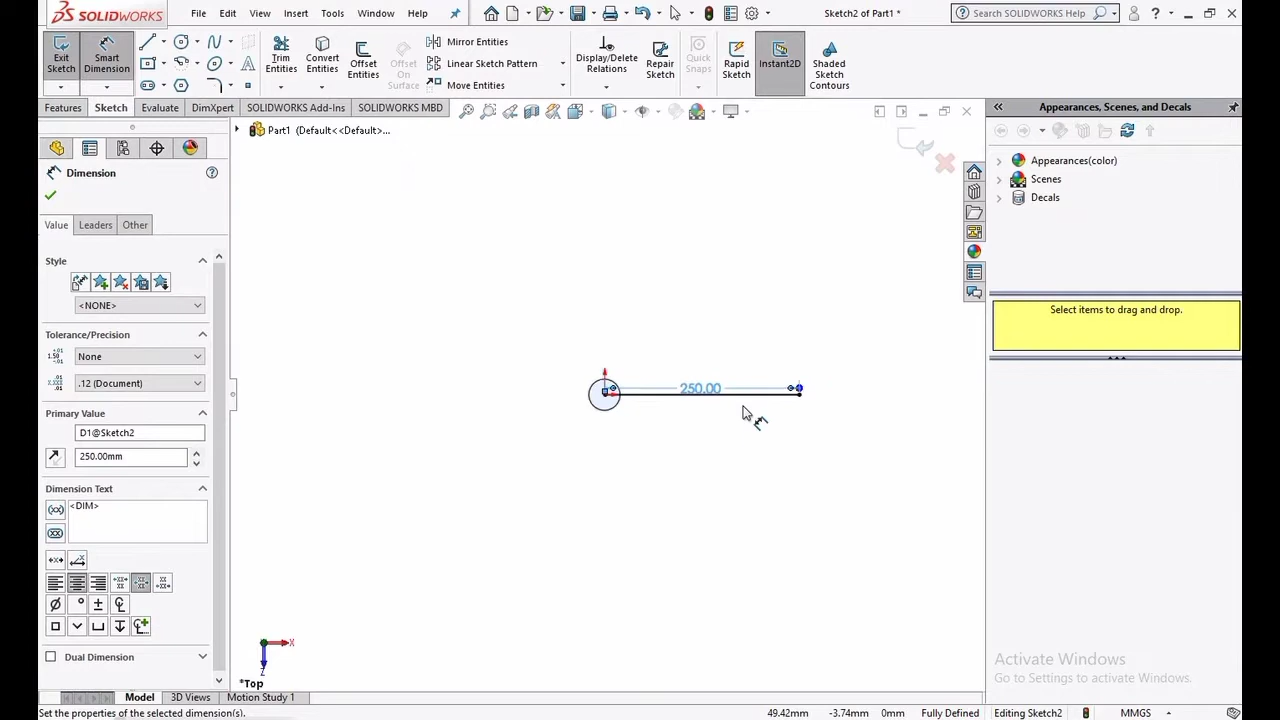 SOLIDWORKS
File Edit View Insert Tools Window Help
Sketch2 of Part1 *
Search SOLIDWORKS Help
Exit Sketch
Smart Dimension
Trim Entities
Convert Entities
Offset Entities
Offset On Surface
Mirror Entities
Linear Sketch Pattern
Move Entities
Display/Delete Relations
Repair Sketch
Quick Snaps
Rapid Sketch
Instant2D
Shaded Sketch Contours
Features Sketch Evaluate DimXpert SOLIDWORKS Add-Ins SOLIDWORKS MBD
Appearances, Scenes, and Decals
Part1 (Default<<Default>...
Appearances(color)
Scenes
Decals
Select items to drag and drop.
Dimension
Value Leaders Other
Style
<NONE>
Tolerance/Precision
None
.12 (Document)
Primary Value
D1@Sketch2
250.00mm
Dimension Text
<DIM>
Dual Dimension
250.00
X
Z
*Top
Activate Windows
Go to Settings to activate Windows.
Model 3D Views Motion Study 1
Set the properties of the selected dimension(s).
49.42mm -3.74mm 0mm Fully Defined Editing Sketch2 MMGS